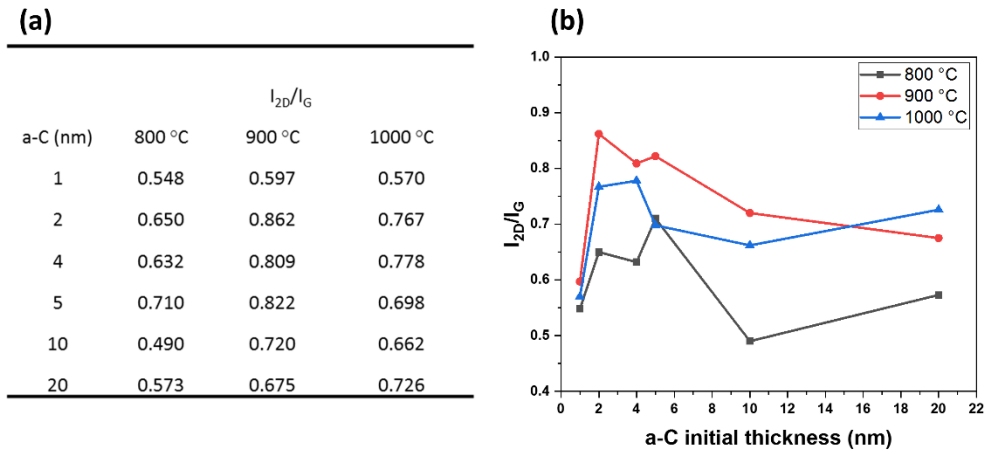 (a)
I2D/IG
a-C (nm) 800 °C 900 °C 1000 °C
1 0.548 0.597 0.570
2 0.650 0.862 0.767
4 0.632 0.809 0.778
5 0.710 0.822 0.698
10 0.490 0.720 0.662
20 0.573 0.675 0.726
(b)
1.0
0.9
0.8
0.7
0.6
0.5
0.4
I2D/IG
800 °C
900 °C
1000 °C
0 2 4 6 8 10 12 14 16 18 20 22
a-C initial thickness (nm)